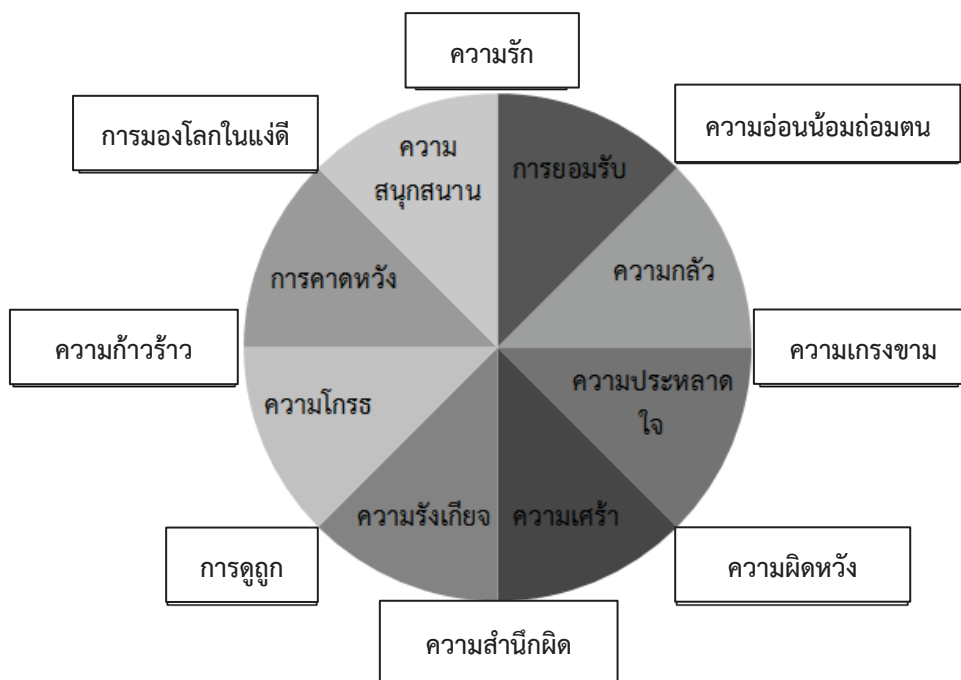 ความรัก
การมองโลกในแง่ดี
ความอ่อนน้อมถ่อมตน
ความ
สนุกสนาน
การยอมรับ
การคาดหวัง
ความกลัว
ความก้าวร้าว
ความเกรงขาม
ความโกรธ
ความประหลาด
ใจ
ความรังเกียจ
ความเศร้า
การดูถูก
ความผิดหวัง
ความสำนึกผิด